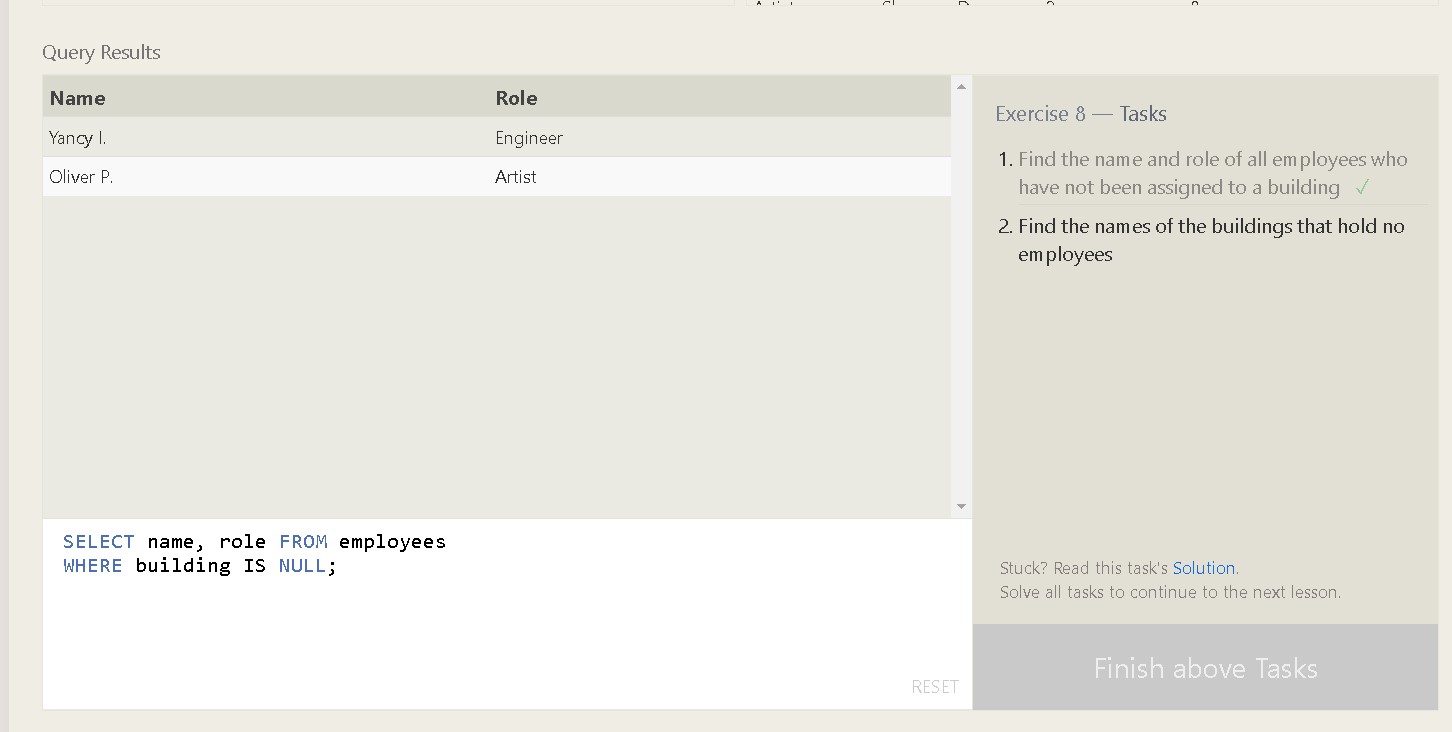 Query Results
Name Role
Yancy I. Engineer
Oliver P. Artist
Exercise 8 — Tasks
1. Find the name and role of all employees who
have not been assigned to a building ✓
2. Find the names of the buildings that hold no
employees
SELECT name, role FROM employees
WHERE building IS NULL;
RESET
Stuck? Read this task's Solution.
Solve all tasks to continue to the next lesson.
Finish above Tasks